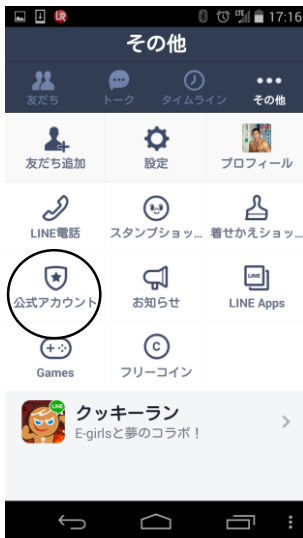 17:16
その他
友だち トーク タイムライン その他
友だち追加 設定 プロフィール
LINE電話 スタンプショッ... 着せかえショッ...
LINE
公式アカウント お知らせ LINE Apps
Games フリーコイン
LINE
クッキーラン
E-girlsと夢のコラボ！